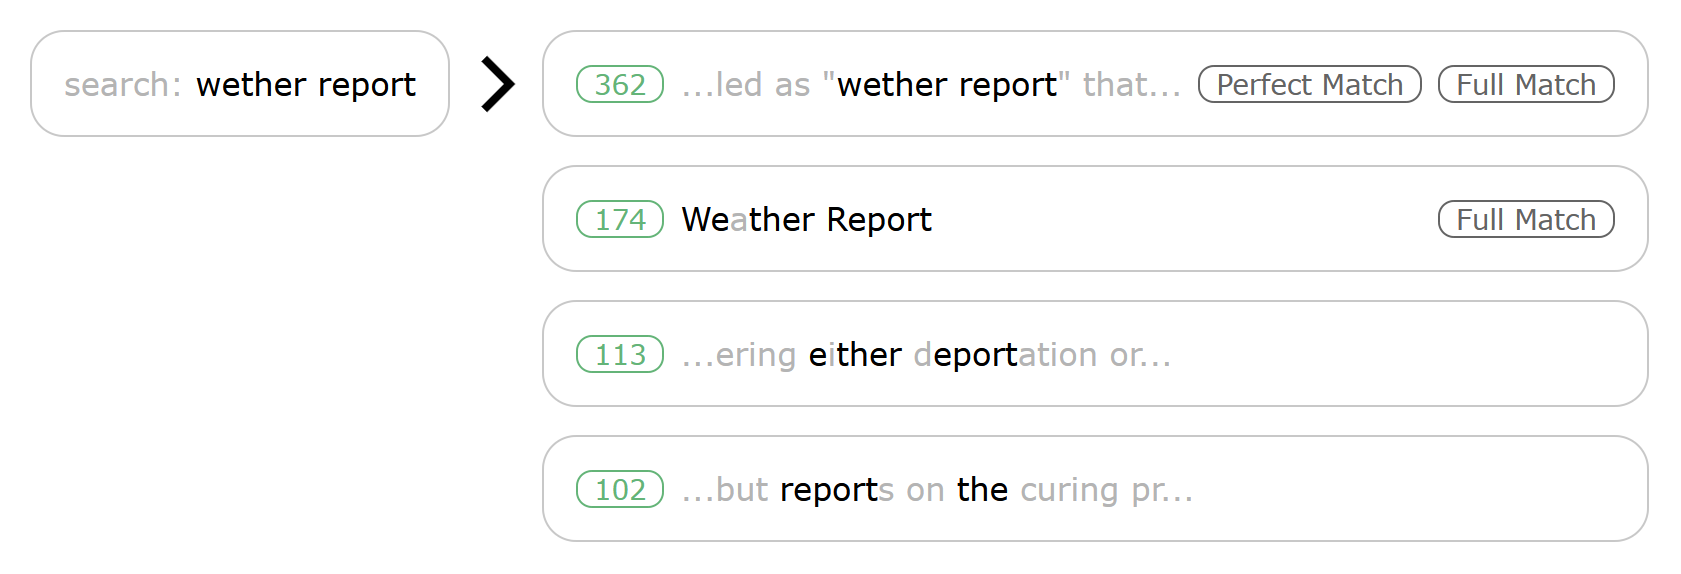 search: wether report
362 ...led as "wether report" that... Perfect Match Full Match
174 Weather Report Full Match
113 ...ering either deportation or...
102 ...but reports on the curing pr...